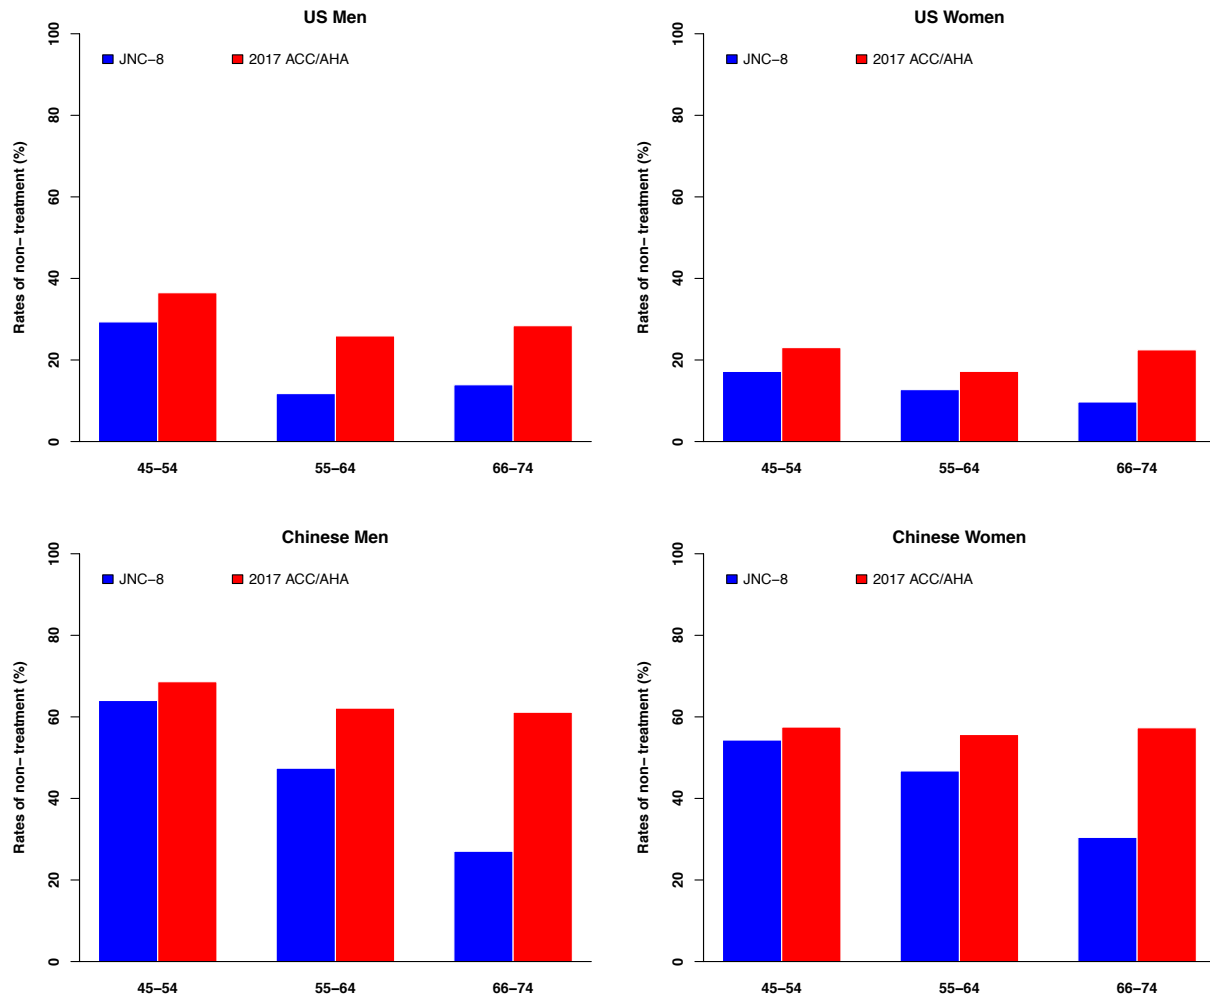 US Men
JNC−8 2017 ACC/AHA
Rates of non− treatment (%)
0 20 40 60 80 100
45−54 55−64 66−74
US Women
JNC−8 2017 ACC/AHA
Rates of non− treatment (%)
0 20 40 60 80 100
45−54 55−64 66−74
Chinese Men
JNC−8 2017 ACC/AHA
Rates of non− treatment (%)
0 20 40 60 80 100
45−54 55−64 66−74
Chinese Women
JNC−8 2017 ACC/AHA
Rates of non− treatment (%)
0 20 40 60 80 100
45−54 55−64 66−74